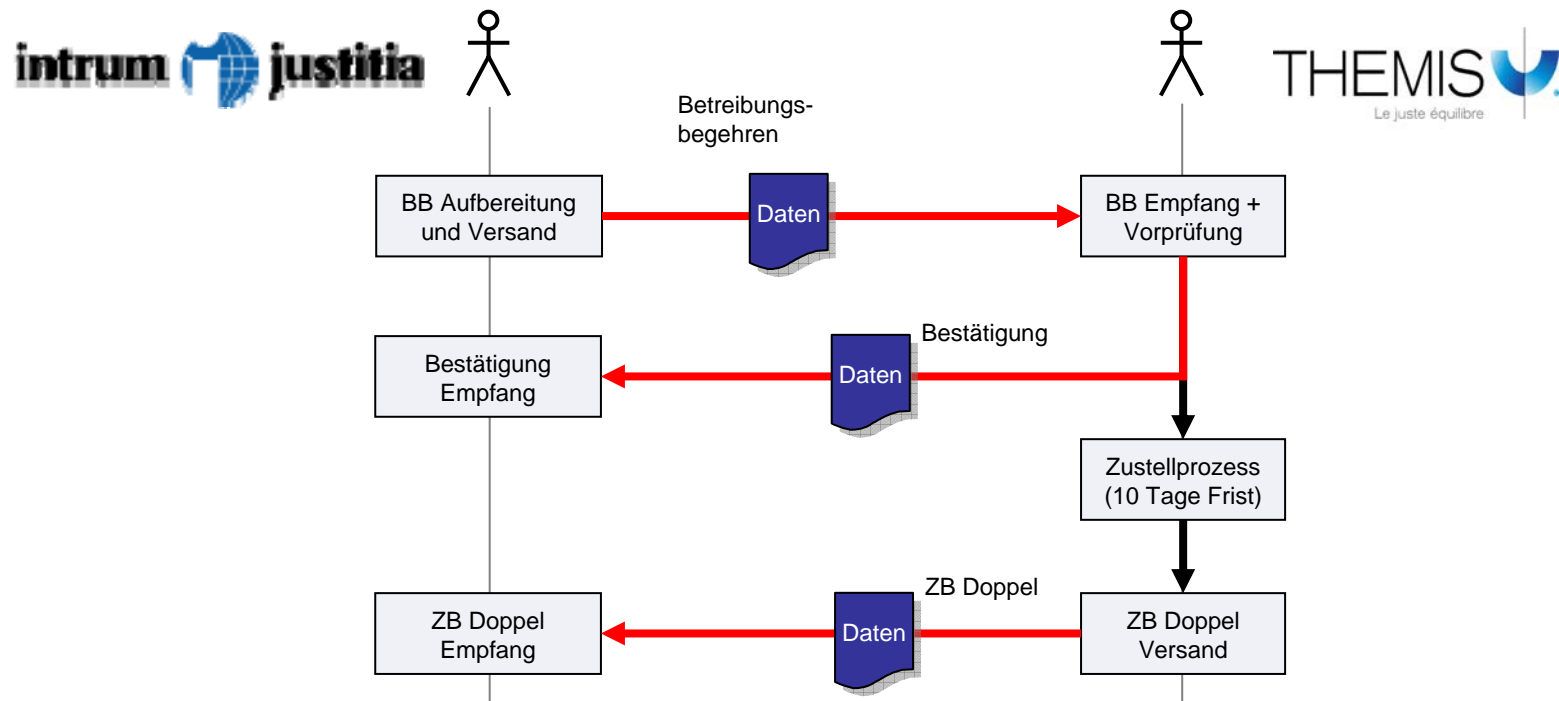 intrum justitia
THEMIS
Le juste équilibre
Betreibungs-
begehren
BB Aufbereitung
und Versand
Daten
BB Empfang +
Vorprüfung
Bestätigung
Bestätigung
Empfang
Daten
Zustellprozess
(10 Tage Frist)
ZB Doppel
ZB Doppel
Empfang
Daten
ZB Doppel
Versand